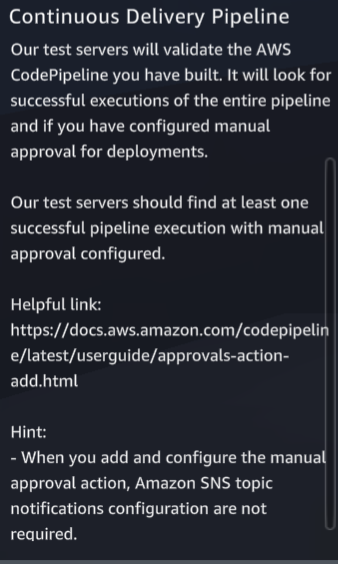 Continuous Delivery Pipeline
Our test servers will validate the AWS
CodePipeline you have built. It will look for
successful executions of the entire pipeline
and if you have configured manual
approval for deployments.
Our test servers should find at least one
successful pipeline execution with manual
approval configured.
Helpful link:
https://docs.aws.amazon.com/codepipelin
e/latest/userguide/approvals-action-
add.html
Hint:
- When you add and configure the manual
approval action, Amazon SNS topic
notifications configuration are not
required.